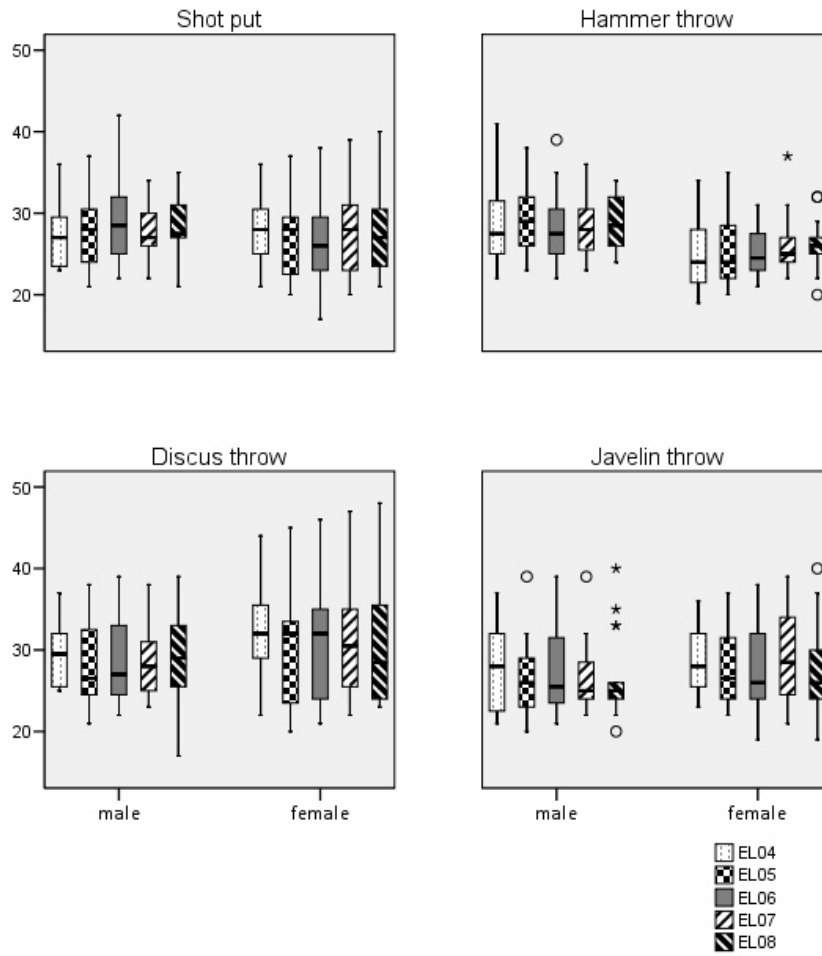 Shot put
Hammer throw
50
40
30
20
Discus throw
Javelin throw
50
40
30
20
male
female
male
female
EL04
EL05
EL06
EL07
EL08